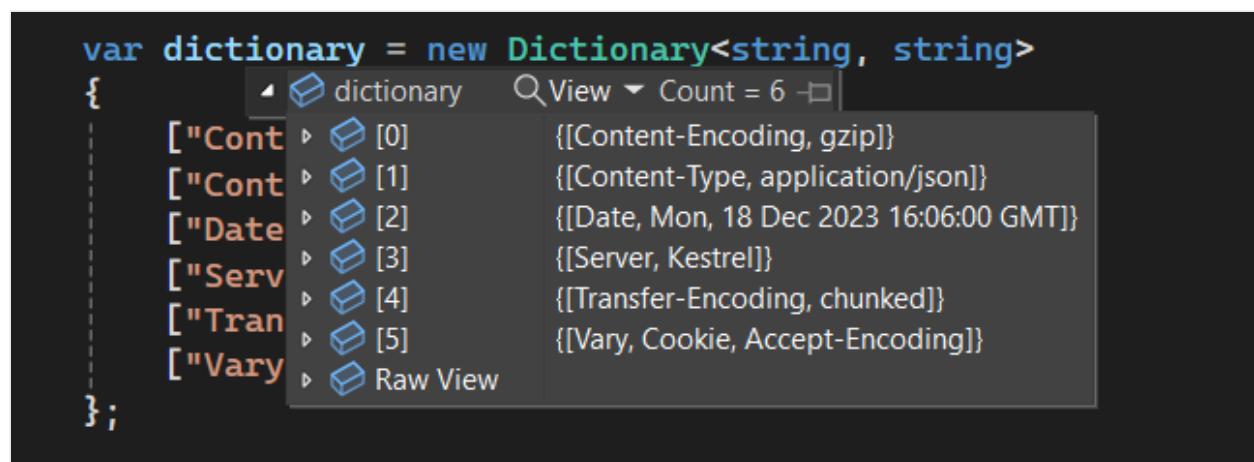 var dictionary = new Dictionary<string, string>
{ dictionary View Count = 6
["Cont [0] {[Content-Encoding, gzip]}
["Cont [1] {[Content-Type, application/json]}
["Date [2] {[Date, Mon, 18 Dec 2023 16:06:00 GMT]}
["Serv [3] {[Server, Kestrel]}
["Tran [4] {[Transfer-Encoding, chunked]}
["Vary [5] {[Vary, Cookie, Accept-Encoding]}
Raw View
};